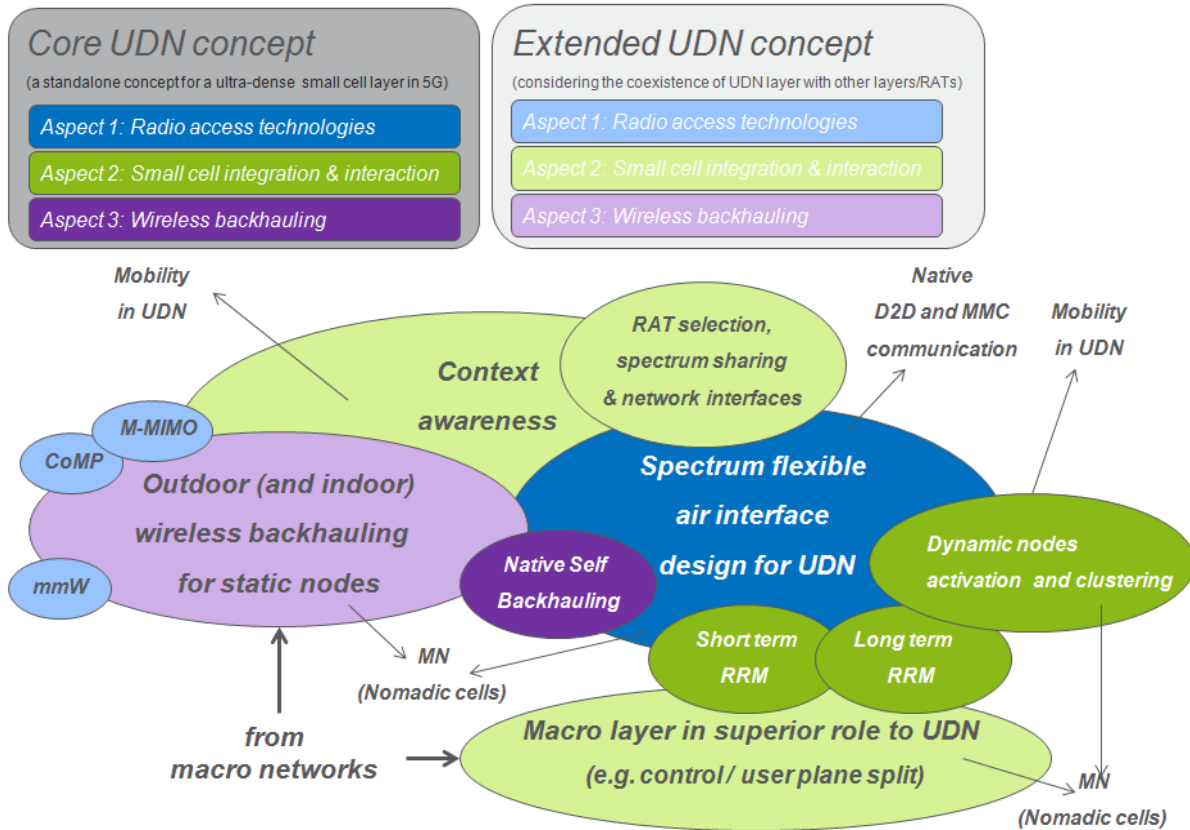 Core UDN concept
(a standalone concept for a ultra-dense small cell layer in 5G)
Aspect 1: Radio access technologies
Aspect 2: Small cell integration & interaction
Aspect 3: Wireless backhauling
Extended UDN concept
(considering the coexistence of UDN layer with other layers/RATs)
Aspect 1: Radio access technologies
Aspect 2: Small cell integration & interaction
Aspect 3: Wireless backhauling
Mobility
in UDN
Native
D2D and MMC
communication
Mobility
in UDN
RAT selection,
spectrum sharing
& network interfaces
Context
awareness
M-MIMO
CoMP
mmW
Outdoor (and indoor)
wireless backhauling
for static nodes
Spectrum flexible
air interface
design for UDN
Native Self
Backhauling
Dynamic nodes
activation and clustering
Short term
RRM
Long term
RRM
MN
(Nomadic cells)
from
macro networks
Macro layer in superior role to UDN
(e.g. control / user plane split)
MN
(Nomadic cells)